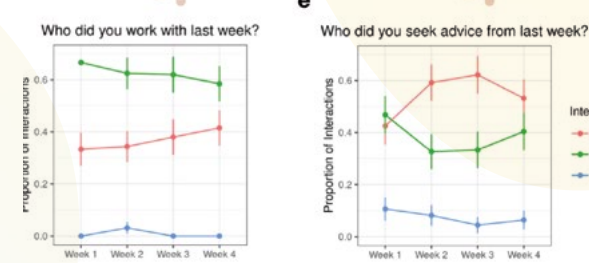 e
Who did you work with last week?
Who did you seek advice from last week?
Proportion of Interactions
0.6
0.4
0.2
0.0
Week 1 Week 2 Week 3 Week 4
Proportion of Interactions
0.6
0.4
0.2
0.0
Week 1 Week 2 Week 3 Week 4
Inte